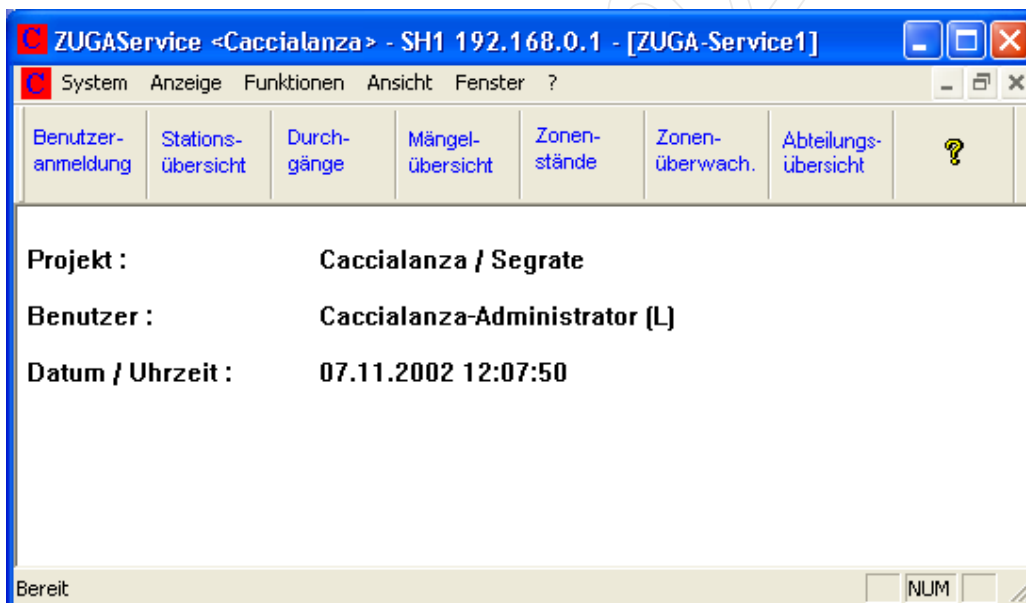 C ZUGAService <Caccialanza> - SH1 192.168.0.1 - [ZUGA-Service1]
C System Anzeige Funktionen Ansicht Fenster ?
Benutzer-
anmeldung
Stations-
übersicht
Durch-
gänge
Mängel-
übersicht
Zonen-
stände
Zonen-
überwach.
Abteilungs-
übersicht
?
Projekt : Caccialanza / Segrate
Benutzer : Caccialanza-Administrator (L)
Datum / Uhrzeit : 07.11.2002 12:07:50
Bereit NUM